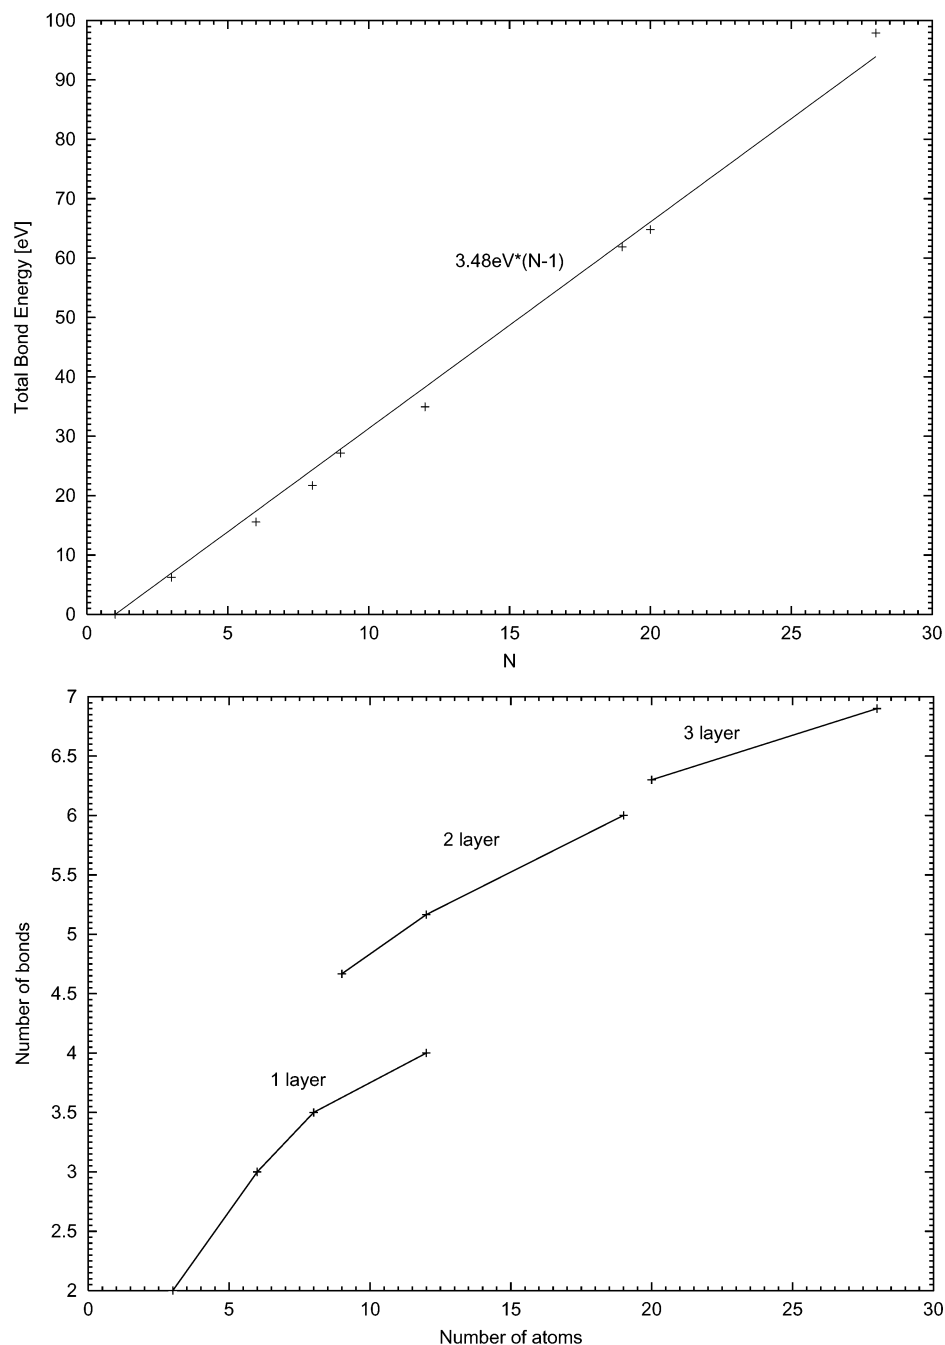 100
90
80
70
60
50
40
30
20
10
0
Total Bond Energy [eV]
3.48eV*(N-1)
0 5 10 15 20 25 30
N
7
6.5
6
5.5
5
4.5
4
3.5
3
2.5
2
Number of bonds
3 layer
2 layer
1 layer
0 5 10 15 20 25 30
Number of atoms